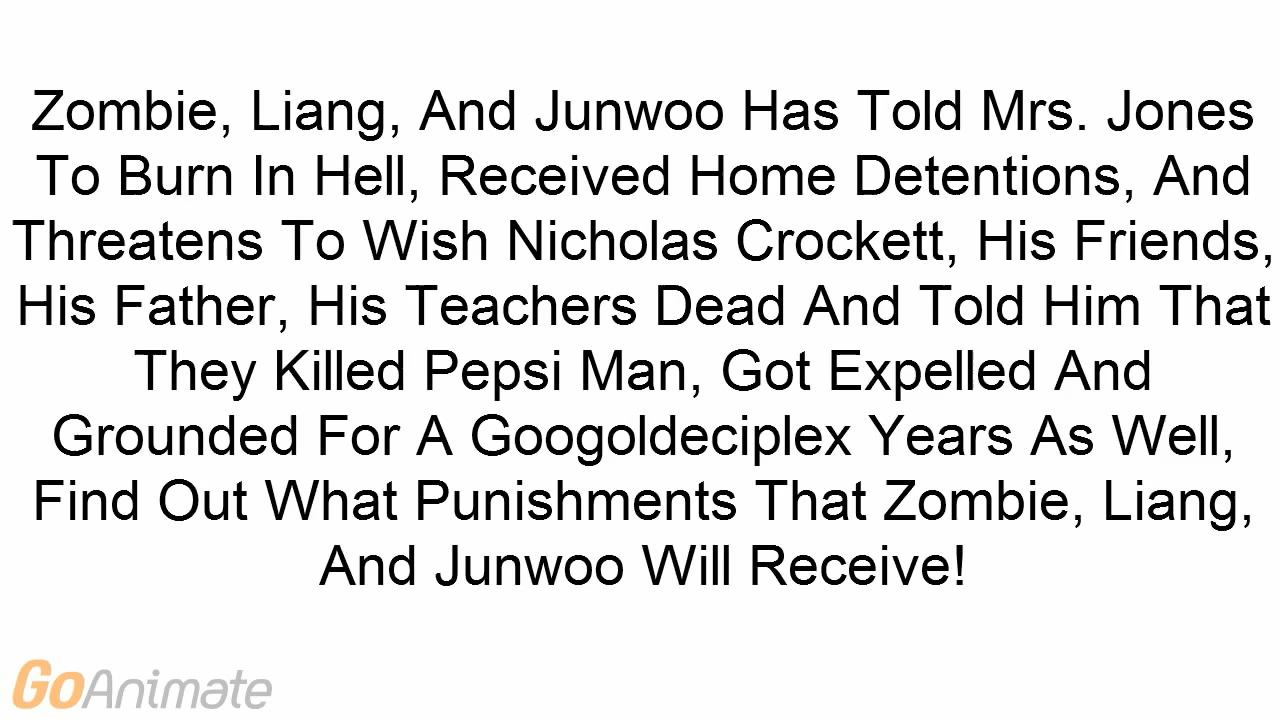 Zombie, Liang, And Junwoo Has Told Mrs. Jones
To Burn In Hell, Received Home Detentions, And
Threatens To Wish Nicholas Crockett, His Friends,
His Father, His Teachers Dead And Told Him That
They Killed Pepsi Man, Got Expelled And
Grounded For A Googoldeciplex Years As Well,
Find Out What Punishments That Zombie, Liang,
And Junwoo Will Receive!
GoAnimate